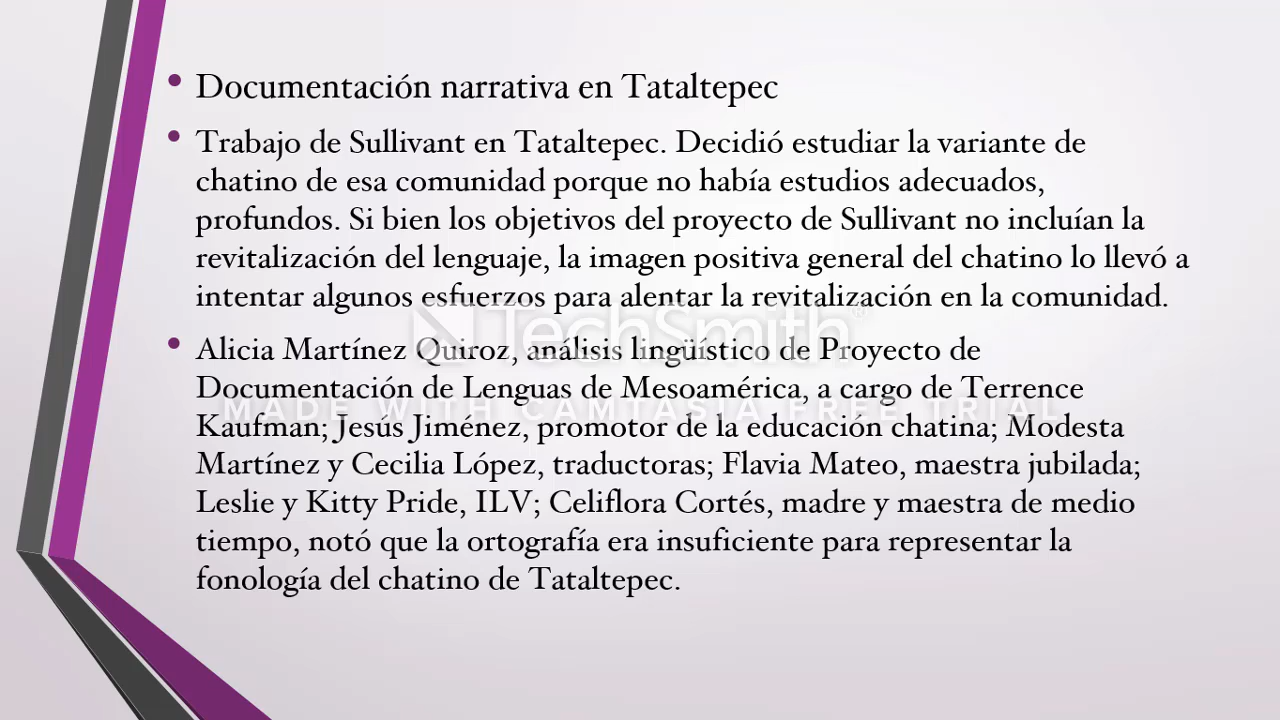 • Documentación narrativa en Tataltepec
• Trabajo de Sullivant en Tataltepec. Decidió estudiar la variante de
chatino de esa comunidad porque no había estudios adecuados,
profundos. Si bien los objetivos del proyecto de Sullivant no incluían la
revitalización del lenguaje, la imagen positiva general del chatino lo llevó a
intentar algunos esfuerzos para alentar la revitalización en la comunidad.
TechSmith®
• Alicia Martínez Quiroz, análisis lingüístico de Proyecto de
Documentación de Lenguas de Mesoamérica, a cargo de Terrence
MADE WITH CAMTASIA FREE TRIAL
Kaufman; Jesús Jiménez, promotor de la educación chatina; Modesta
Martínez y Cecilia López, traductoras; Flavia Mateo, maestra jubilada;
Leslie y Kitty Pride, ILV; Celiflora Cortés, madre y maestra de medio
tiempo, notó que la ortografía era insuficiente para representar la
fonología del chatino de Tataltepec.